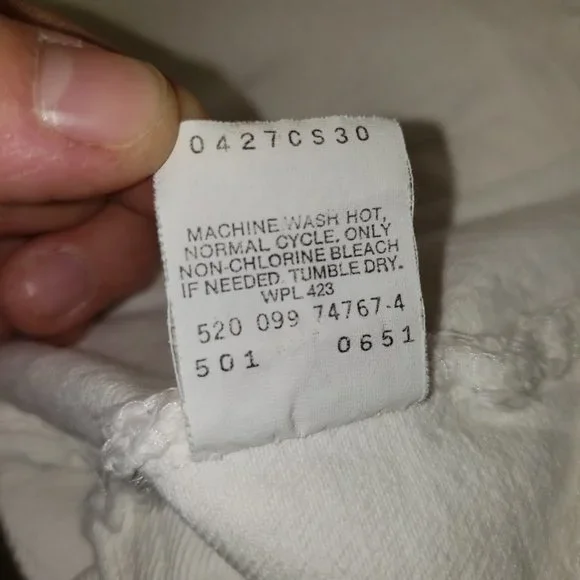 0427CS30
MACHINE WASH HOT,
NORMAL CYCLE. ONLY
NON-CHLORINE BLEACH
IF NEEDED. TUMBLE DRY.
WPL 423
520 099 74767-4
501 0651